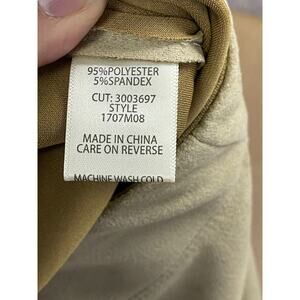 95%POLYESTER
5%SPANDEX
CUT: 3003697
STYLE
1707M08
MADE IN CHINA
CARE ON REVERSE
MACHINE WASH COLD